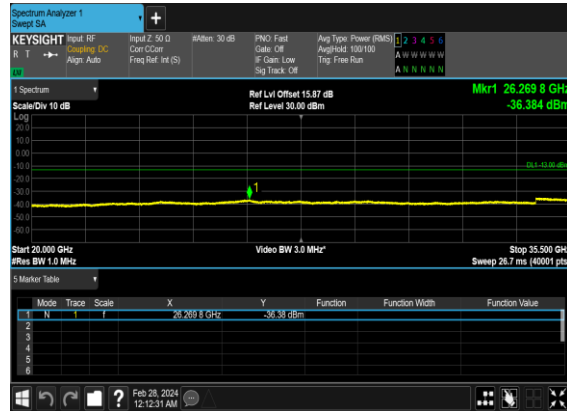 Spectrum Analyzer 1
Swept SA
KEYSIGHT Input: RF Input Z: 50 Ω #Atten: 30 dB PNO: Fast Avg Type: Power (RMS) 1 2 3 4 5 6
R T Coupling: DC Corr CCorr Gate: Off Avg|Hold: 100/100 A W W W W W
Align: Auto Freq Ref: Int (S) IF Gain: Low Trig: Free Run A N N N N N
Sig Track: Off
1 Spectrum
Ref Lvl Offset 15.87 dB Mkr1 26.269 8 GHz
Scale/Div 10 dB Ref Level 30.00 dBm -36.384 dBm
Log
20.0
10.0
0.00
-10.0
DL1 -13.00 dBm
-20.0
-30.0
1
-40.0
-50.0
-60.0
Start 20.000 GHz Video BW 3.0 MHz* Stop 35.500 GHz
#Res BW 1.0 MHz Sweep 26.7 ms (40001 pts)
5 Marker Table
Mode Trace Scale X Y Function Function Width Function Value
1 N 1 f 26.269 8 GHz -36.38 dBm
2
3
4
5
6
? Feb 28, 2024
12:12:31 AM